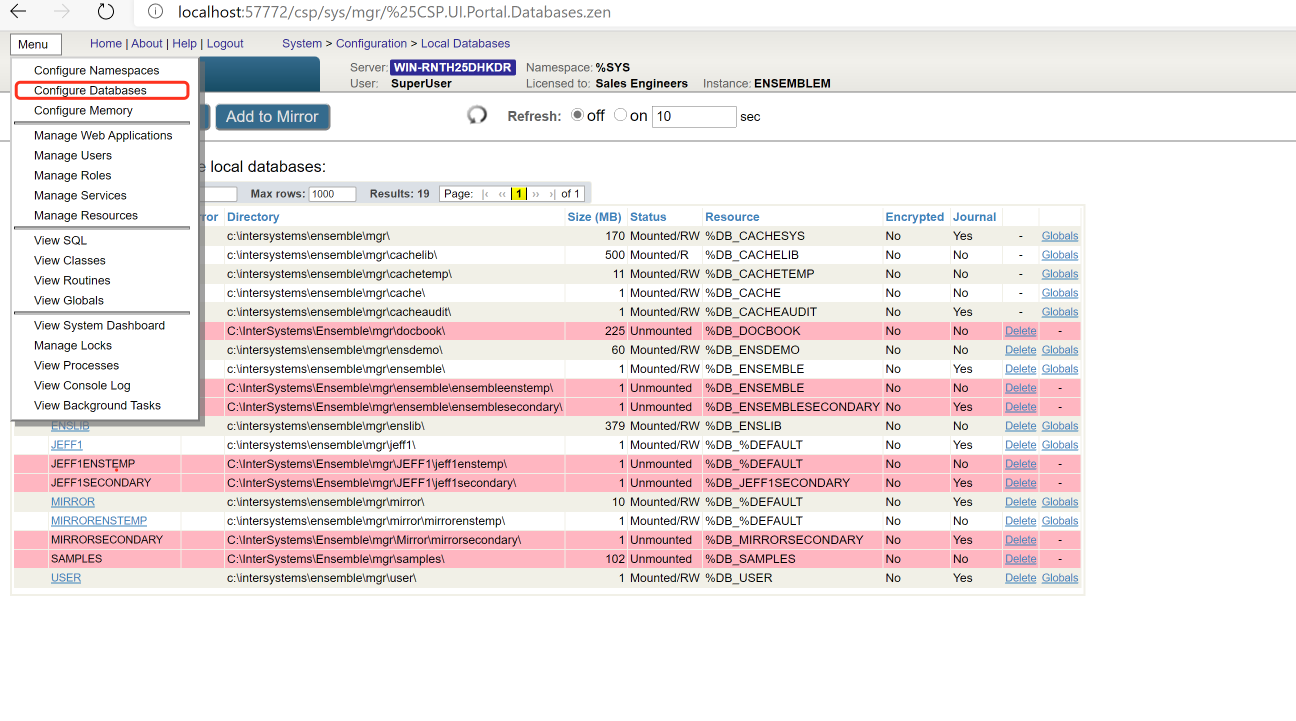 localhost:57772/csp/sys/mgr/%25CSP.UI.Portal.Databases.zen
Menu Home | About | Help | Logout System > Configuration > Local Databases
Configure Namespaces
Configure Databases
Configure Memory
Manage Web Applications
Manage Users
Manage Roles
Manage Services
Manage Resources
View SQL
View Classes
View Routines
View Globals
View System Dashboard
Manage Locks
View Processes
View Console Log
View Background Tasks
Server: WIN-RNTH25DHKDR Namespace: %SYS
User: SuperUser Licensed to: Sales Engineers Instance: ENSEMBLEM
Add to Mirror Refresh: off on 10 sec
local databases:
Max rows: 1000 Results: 19 Page: |‹ ‹‹ 1 ›› ›| of 1
Directory Size (MB) Status Resource Encrypted Journal
c:\intersystems\ensemble\mgr\ 170 Mounted/RW %DB_CACHESYS No Yes - Globals
c:\intersystems\ensemble\mgr\cachelib\ 500 Mounted/R %DB_CACHELIB No No - Globals
c:\intersystems\ensemble\mgr\cachetemp\ 11 Mounted/RW %DB_CACHETEMP No No - Globals
c:\intersystems\ensemble\mgr\cache\ 1 Mounted/RW %DB_CACHE No No - Globals
c:\intersystems\ensemble\mgr\cacheaudit\ 1 Mounted/RW %DB_CACHEAUDIT No Yes - Globals
C:\InterSystems\Ensemble\mgr\docbook\ 225 Unmounted %DB_DOCBOOK No No Delete -
c:\intersystems\ensemble\mgr\ensdemo\ 60 Mounted/RW %DB_ENSDEMO No No Delete Globals
c:\intersystems\ensemble\mgr\ensemble\ 1 Mounted/RW %DB_ENSEMBLE No Yes Delete Globals
C:\InterSystems\Ensemble\mgr\ensemble\ensembleenstemp\ 1 Unmounted %DB_ENSEMBLE No No Delete -
C:\InterSystems\Ensemble\mgr\ensemble\ensemblesecondary\ 1 Unmounted %DB_ENSEMBLESECONDARY No Yes Delete -
ENSLIB c:\intersystems\ensemble\mgr\enslib\ 379 Mounted/RW %DB_ENSLIB No No Delete Globals
JEFF1 c:\intersystems\ensemble\mgr\jeff1\ 1 Mounted/RW %DB_%DEFAULT No Yes Delete Globals
JEFF1ENSTEMP C:\InterSystems\Ensemble\mgr\JEFF1\jeff1enstemp\ 1 Unmounted %DB_%DEFAULT No No Delete -
JEFF1SECONDARY C:\InterSystems\Ensemble\mgr\JEFF1\jeff1secondary\ 1 Unmounted %DB_JEFF1SECONDARY No Yes Delete -
MIRROR c:\intersystems\ensemble\mgr\mirror\ 10 Mounted/RW %DB_%DEFAULT No Yes Delete Globals
MIRRORENSTEMP c:\intersystems\ensemble\mgr\mirror\mirrorenstemp\ 1 Mounted/RW %DB_%DEFAULT No No Delete Globals
MIRRORSECONDARY C:\InterSystems\Ensemble\mgr\Mirror\mirrorsecondary\ 1 Unmounted %DB_MIRRORSECONDARY No Yes Delete -
SAMPLES C:\InterSystems\Ensemble\mgr\samples\ 102 Unmounted %DB_SAMPLES No No Delete -
USER c:\intersystems\ensemble\mgr\user\ 1 Mounted/RW %DB_USER No Yes Delete Globals